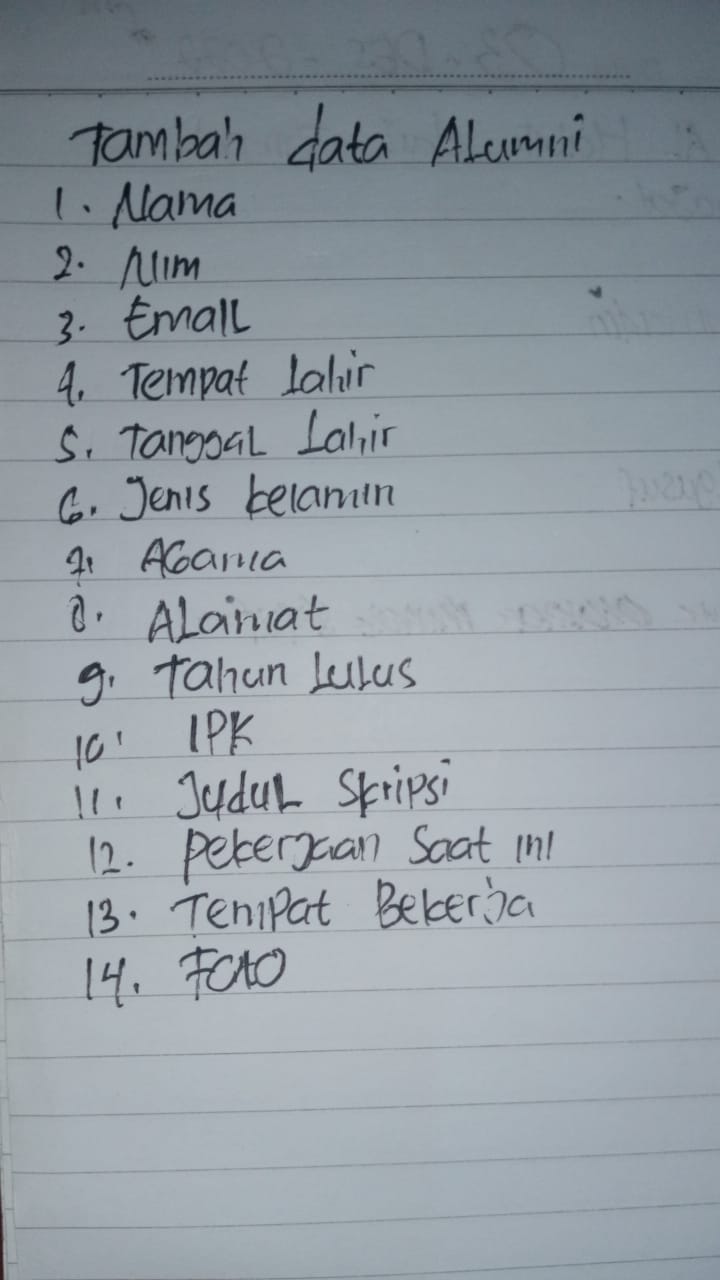 Tambah data Alumni
1. Nama
2. Nim
3. Email
4. Tempat Lahir
5. Tanggal Lahir
6. Jenis kelamin
7. Agama
8. Alamat
9. Tahun Lulus
10. IPK
11. Judul Skripsi
12. Pekerjaan Saat ini
13. Tempat Bekerja
14. Foto